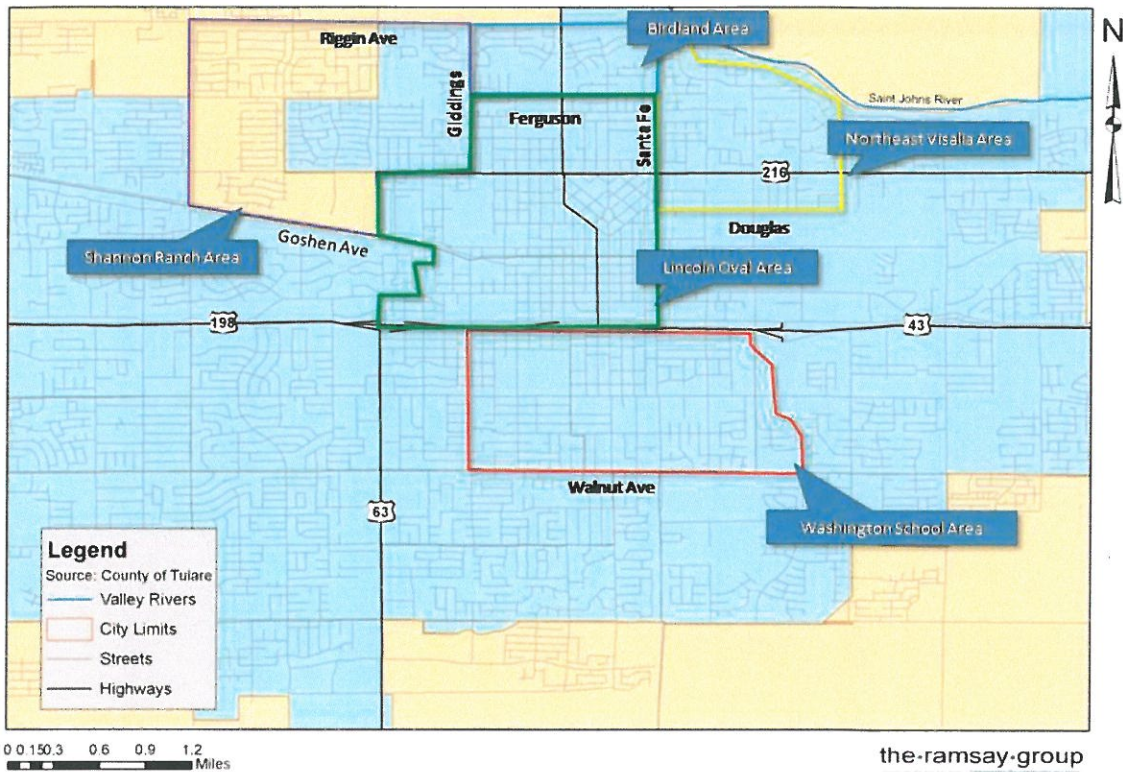 Riggin Ave
Birdland Area
N
Giddings
Saint Johns River
Ferguson
Santa Fe
Northeast Visalia Area
216
Douglas
Goshen Ave
Shannon Ranch Area
Lincoln Oval Area
198
43
Walnut Ave
63
Washington School Area
Legend
Source: County of Tulare
Valley Rivers
City Limits
Streets
Highways
0 0.150.3 0.6 0.9 1.2
Miles
the-ramsay-group